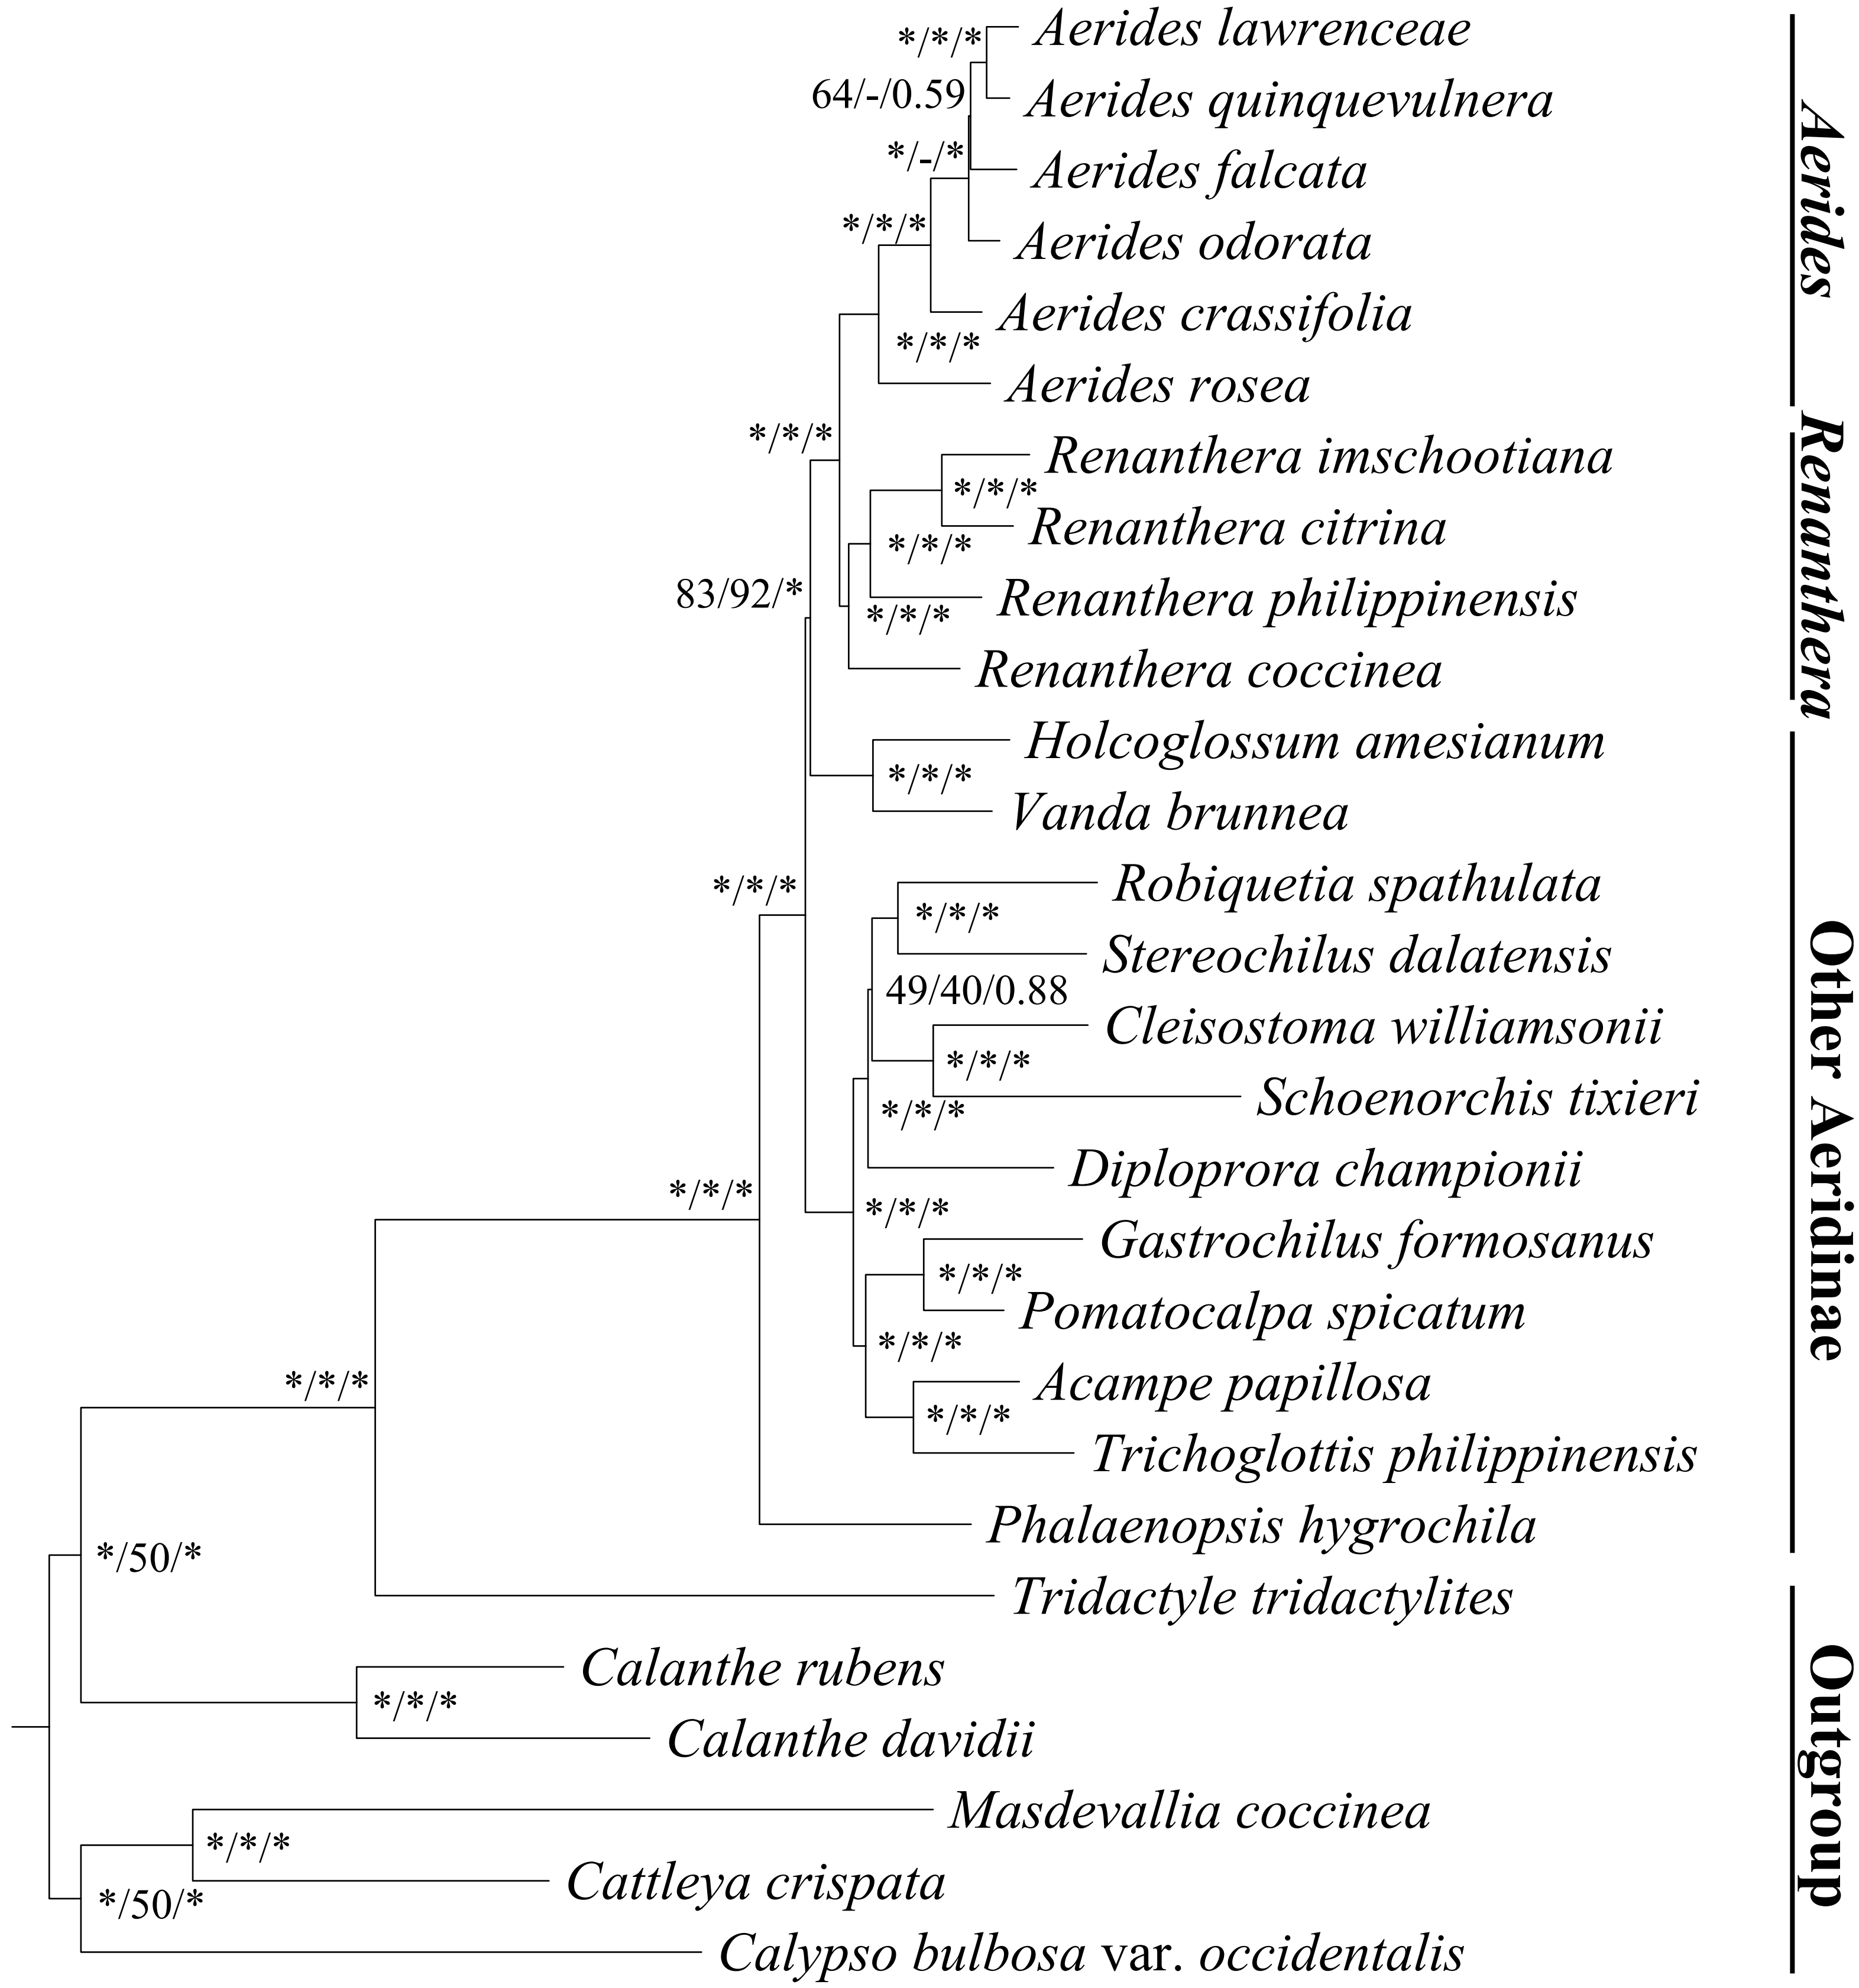 */*/*
Aerides lawrenceae
64/-/0.59
Aerides quinquevulnera
*/-/*
Aerides falcata
*/*/*
Aerides odorata
Aerides crassifolia
*/*/*
Aerides rosea
Aerides
*/*/*
Renanthera imschootiana
*/*/*
Renanthera citrina
*/*/*
83/92/*
Renanthera philippinensis
*/*/*
Renanthera coccinea
Renanthera
Holcoglossum amesianum
*/*/*
Vanda brunnea
*/*/*
Robiquetia spathulata
*/*/*
Stereochilus dalatensis
49/40/0.88
Cleisostoma williamsonii
*/*/*
Schoenorchis tixieri
*/*/*
Diploprora championii
*/*/*
*/*/*
Gastrochilus formosanus
*/*/*
Pomatocalpa spicatum
*/*/*
Acampe papillosa
*/*/*
Trichoglottis philippinensis
Phalaenopsis hygrochila
Other Aeridinae
*/*/*
*/50/*
Tridactyle tridactylites
Calanthe rubens
*/*/*
Calanthe davidii
Masdevallia coccinea
*/*/*
Cattleya crispata
*/50/*
Calypso bulbosa var. occidentalis
Outgroup